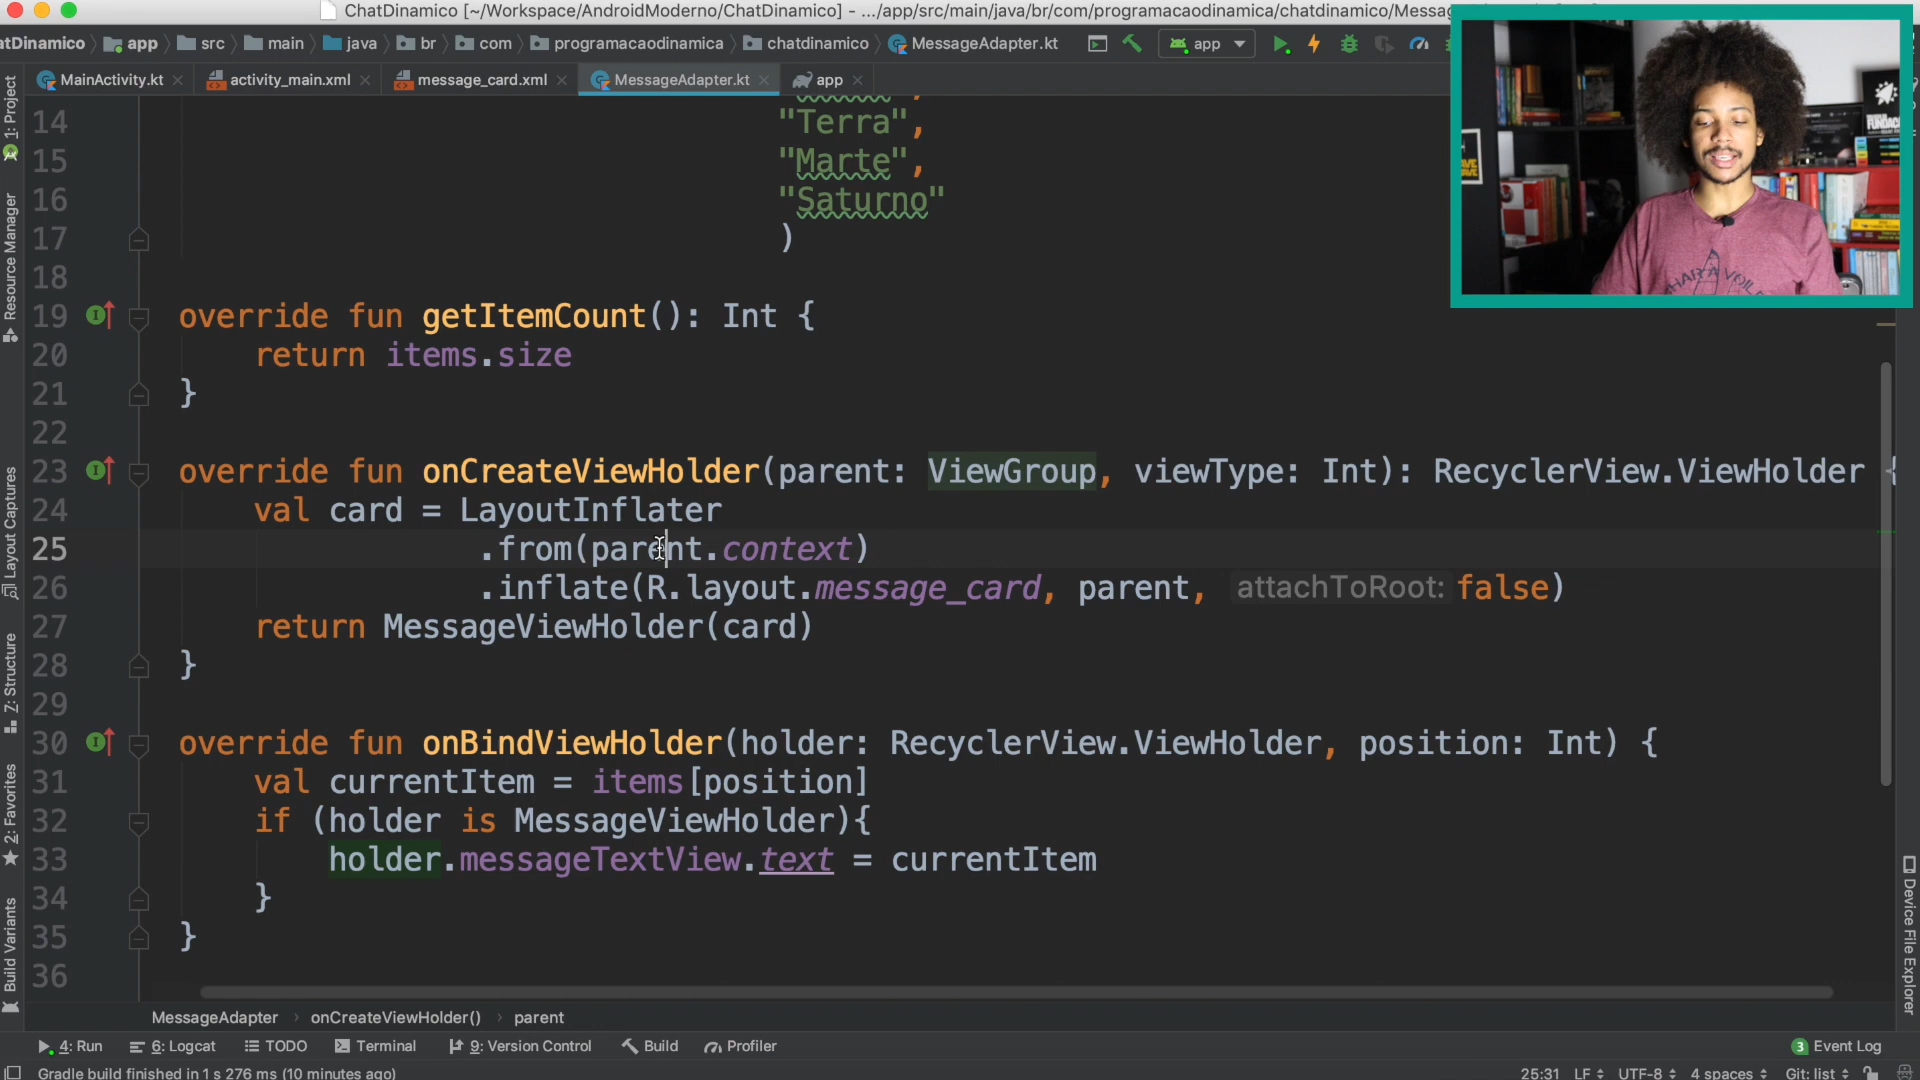 ChatDinamico [~/Workspace/AndroidModerno/ChatDinamico] - .../app/src/main/java/br/com/programacaodinamica/chatdinamico/Messag
atDinamico
app
src
main
java
br
com
programacaodinamica
chatdinamico
MessageAdapter.kt
app
MainActivity.kt
activity_main.xml
message_card.xml
MessageAdapter.kt
app
1: Project
Resource Manager
Layout Captures
Z: Structure
2: Favorites
Build Variants
14 "Terra",
15 "Marte",
16 "Saturno"
17 )
18
19 override fun getItemCount(): Int {
20 return items.size
21 }
22
23 override fun onCreateViewHolder(parent: ViewGroup, viewType: Int): RecyclerView.ViewHolder {
24 val card = LayoutInflater
25 .from(parent.context)
26 .inflate(R.layout.message_card, parent, attachToRoot: false)
27 return MessageViewHolder(card)
28 }
29
30 override fun onBindViewHolder(holder: RecyclerView.ViewHolder, position: Int) {
31 val currentItem = items[position]
32 if (holder is MessageViewHolder){
33 holder.messageTextView.text = currentItem
34 }
35 }
36
Device File Explorer
MessageAdapter › onCreateViewHolder() › parent
4: Run
6: Logcat
TODO
Terminal
9: Version Control
Build
Profiler
3 Event Log
Gradle build finished in 1 s 276 ms (10 minutes ago)
25:31 LF UTF-8 4 spaces Git: list